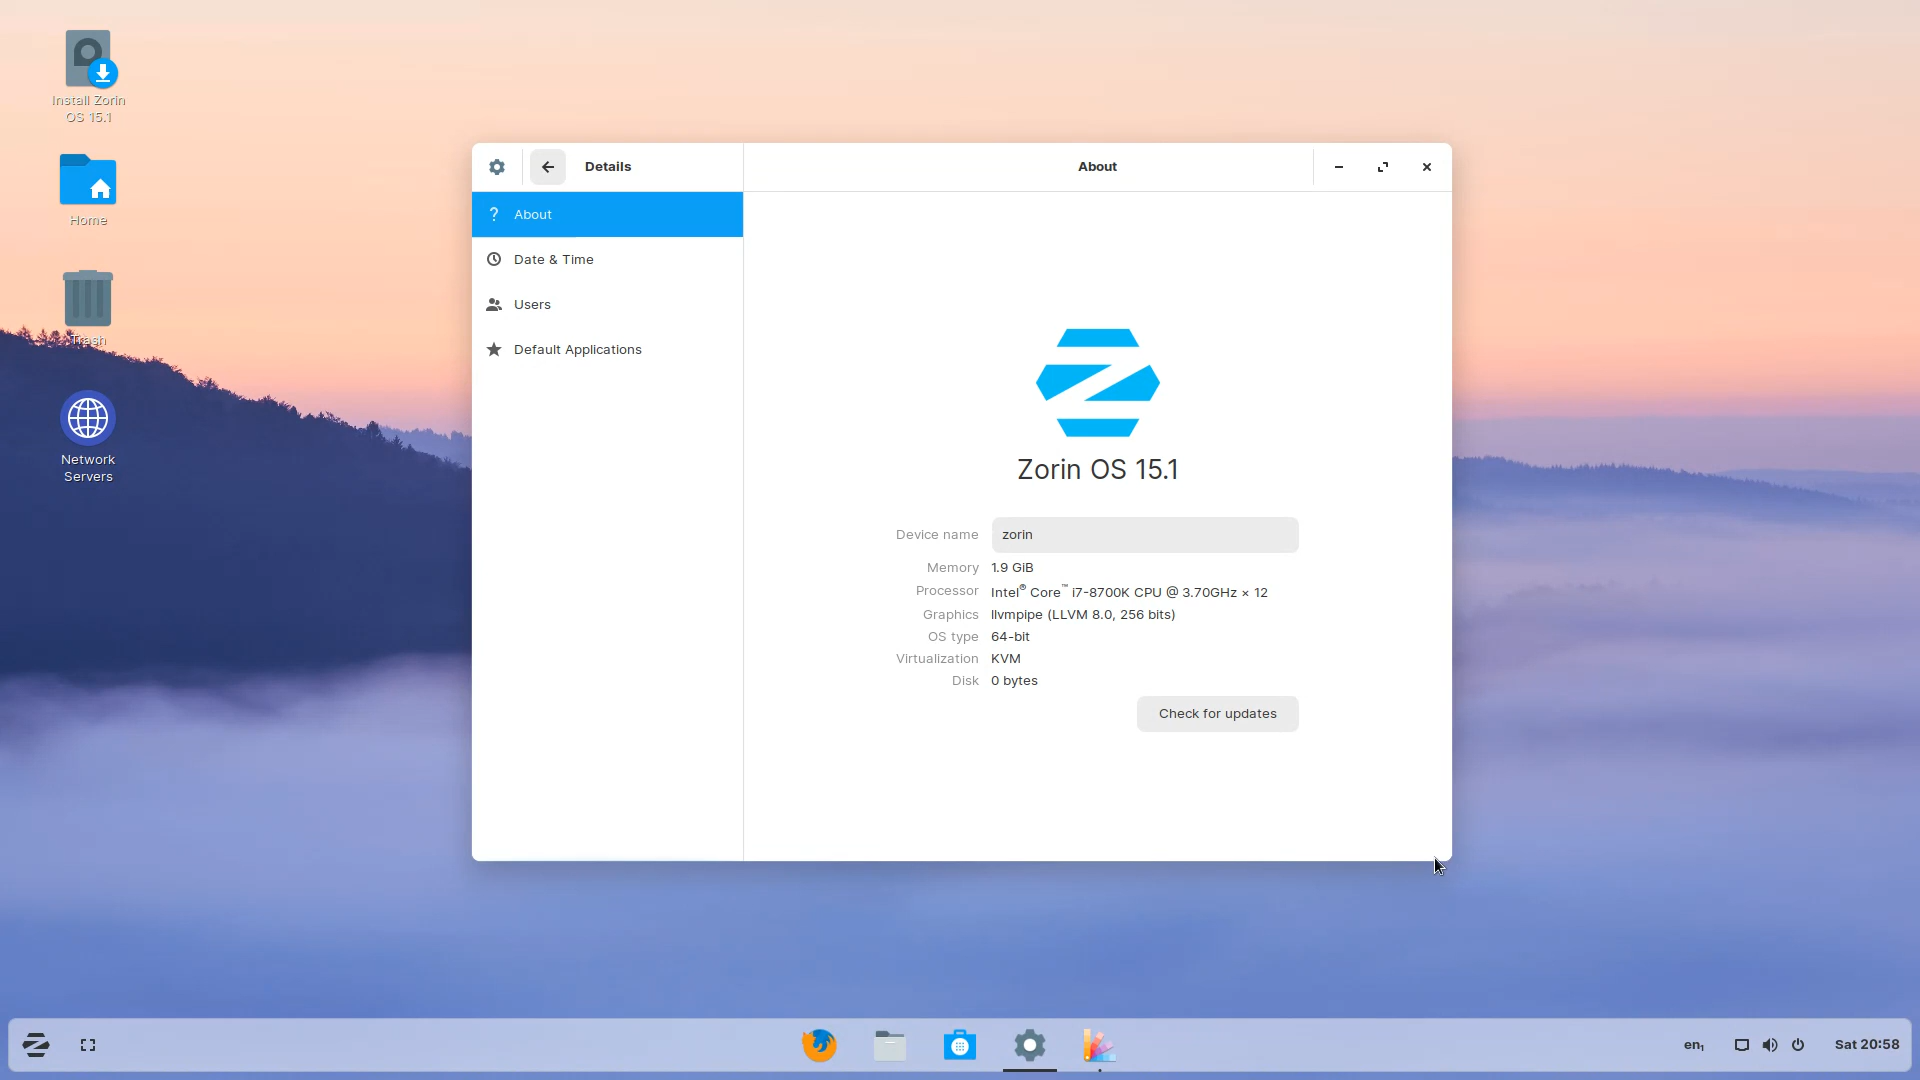 Install Zorin
OS 15.1
Home
Trash
Network
Servers
Details
About
About
Date & Time
Users
Default Applications
Zorin OS 15.1
Device name zorin
Memory 1.9 GiB
Processor Intel® Core™ i7-8700K CPU @ 3.70GHz × 12
Graphics llvmpipe (LLVM 8.0, 256 bits)
OS type 64-bit
Virtualization KVM
Disk 0 bytes
Check for updates
en₁
Sat 20:58